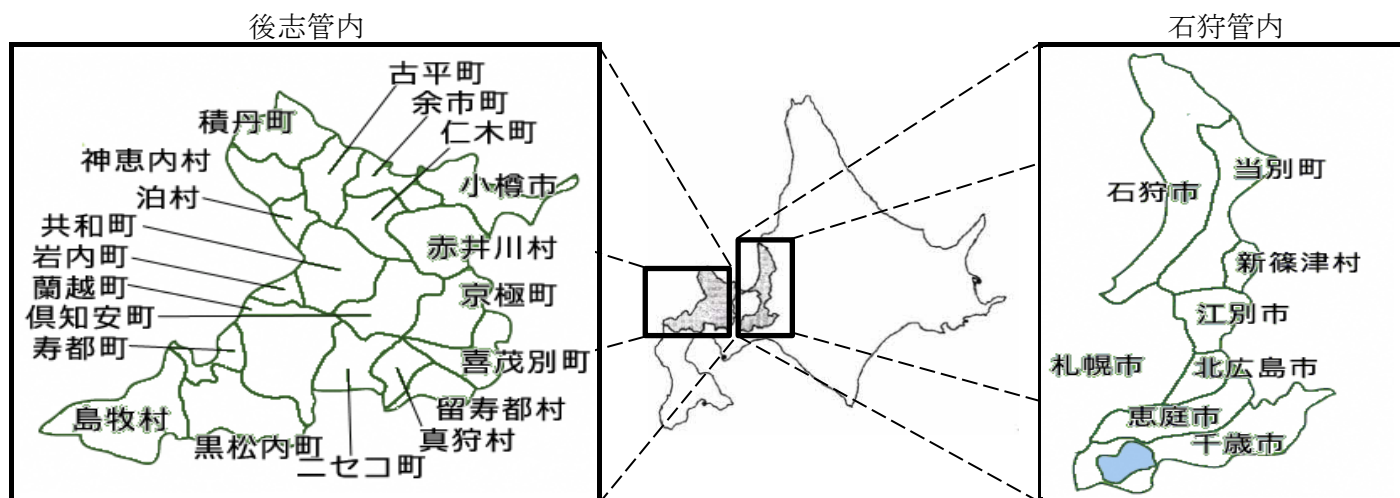 後志管内
石狩管内
古平町
余市町
積丹町
仁木町
神恵内村
小樽市
泊村
共和町
赤井川村
岩内町
京極町
蘭越町
倶知安町
寿都町
喜茂別町
島牧村
留寿都村
黒松内町
真狩村
ニセコ町
当別町
石狩市
新篠津村
江別市
札幌市
北広島市
恵庭市
千歳市